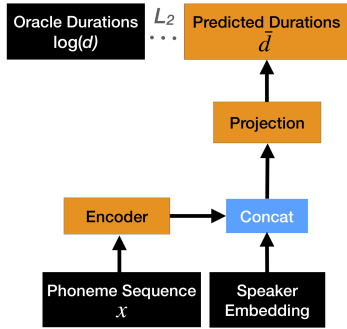 Oracle Durations
log(d)
L₂
Predicted Durations
d̄
Projection
Encoder
Concat
Phoneme Sequence
x
Speaker
Embedding